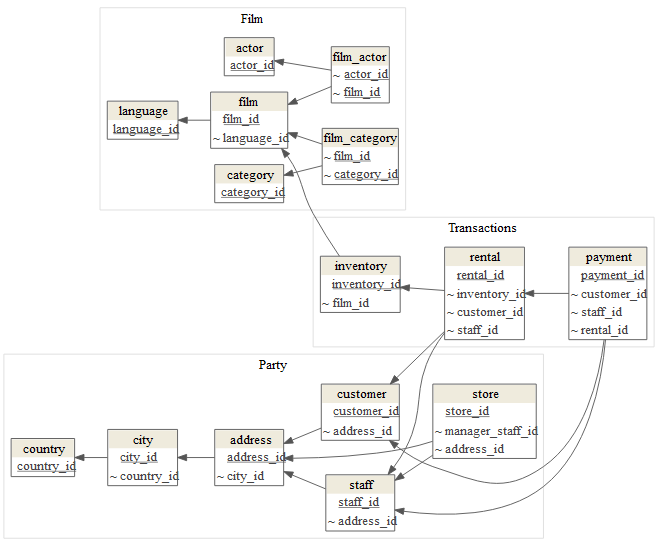 Film
actor
actor_id
film_actor
~ actor_id
~ film_id
language
language_id
film
film_id
~ language_id
film_category
~ film_id
~ category_id
category
category_id
Transactions
inventory
inventory_id
~ film_id
rental
rental_id
~ inventory_id
~ customer_id
~ staff_id
payment
payment_id
~ customer_id
~ staff_id
~ rental_id
Party
customer
customer_id
~ address_id
store
store_id
~ manager_staff_id
~ address_id
country
country_id
city
city_id
~ country_id
address
address_id
~ city_id
staff
staff_id
~ address_id